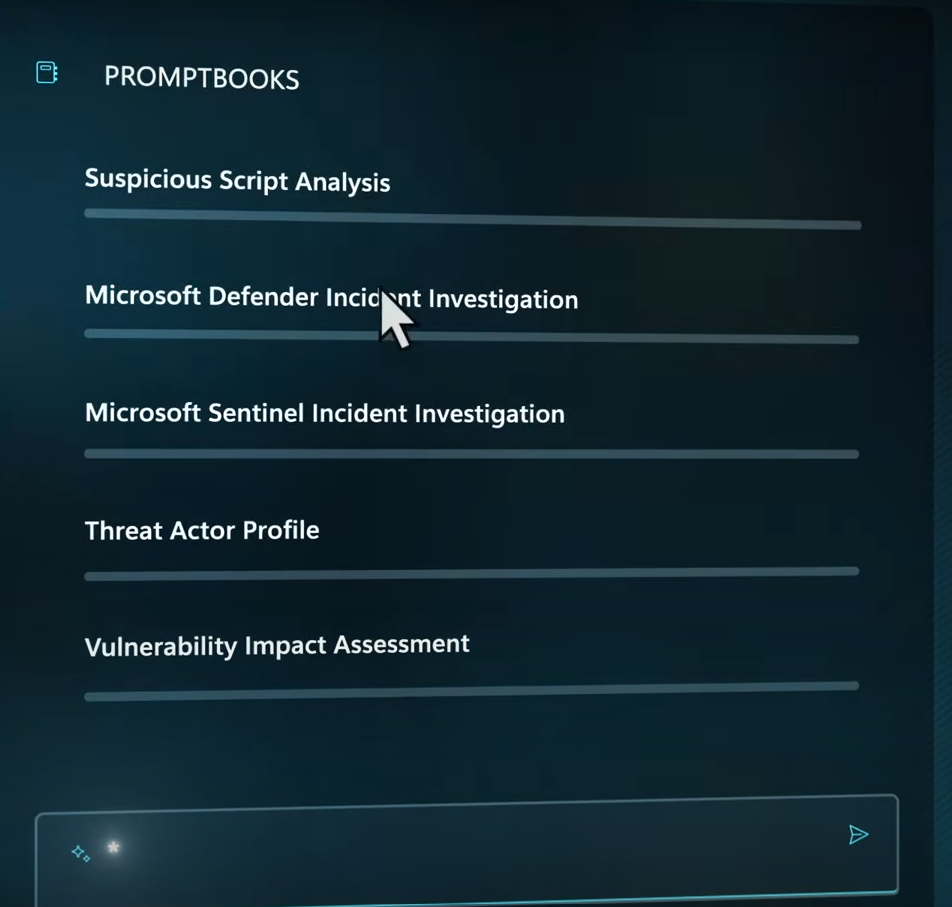 PROMPTBOOKS
Suspicious Script Analysis
Microsoft Defender Incident Investigation
Microsoft Sentinel Incident Investigation
Threat Actor Profile
Vulnerability Impact Assessment
*